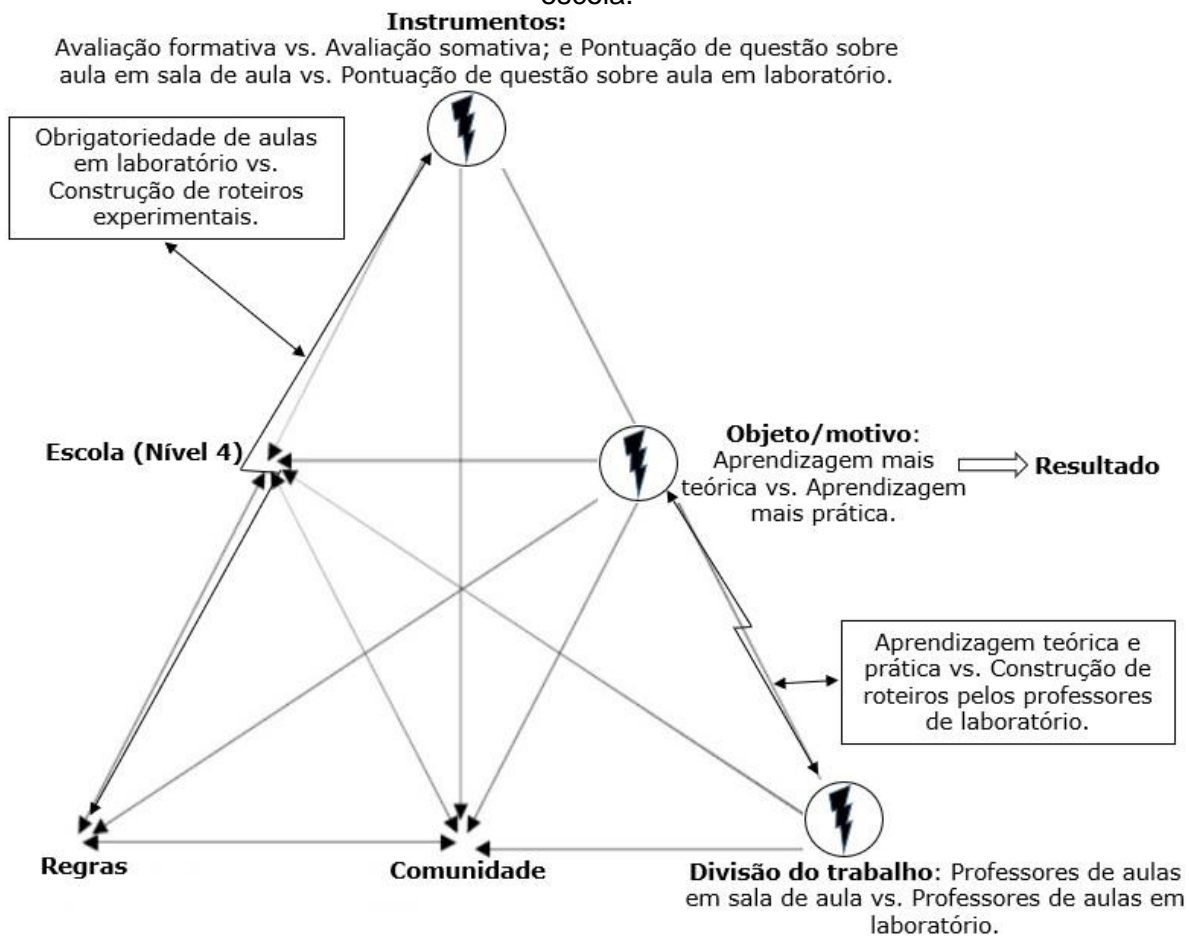 escola.
Instrumentos:
Avaliação formativa vs. Avaliação somativa; e Pontuação de questão sobre
aula em sala de aula vs. Pontuação de questão sobre aula em laboratório.
Obrigatoriedade de aulas
em laboratório vs.
Construção de roteiros
experimentais.
Escola (Nível 4)
Objeto/motivo:
Aprendizagem mais
teórica vs. Aprendizagem
mais prática.
Resultado
Aprendizagem teórica e
prática vs. Construção de
roteiros pelos professores
de laboratório.
Regras
Comunidade
Divisão do trabalho: Professores de aulas
em sala de aula vs. Professores de aulas em
laboratório.